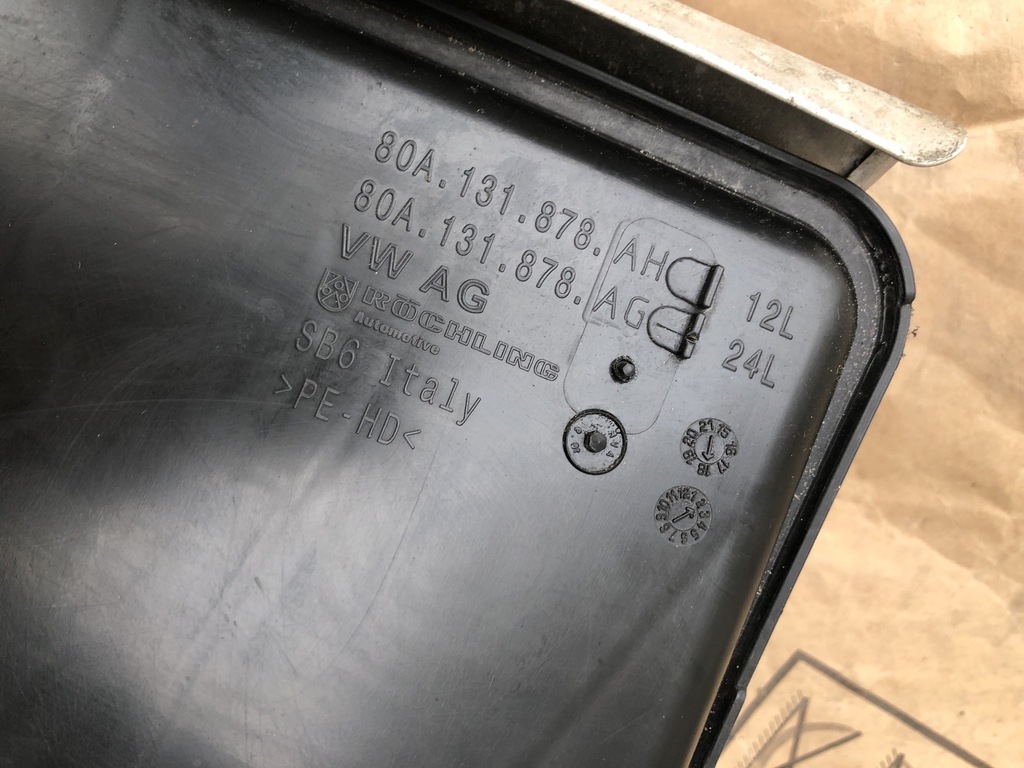 80A.131.878.AH 12L
80A.131.878.AG 24L
VW AG
RÖCHLING
Automotive
SB6 Italy
>PE-HD<